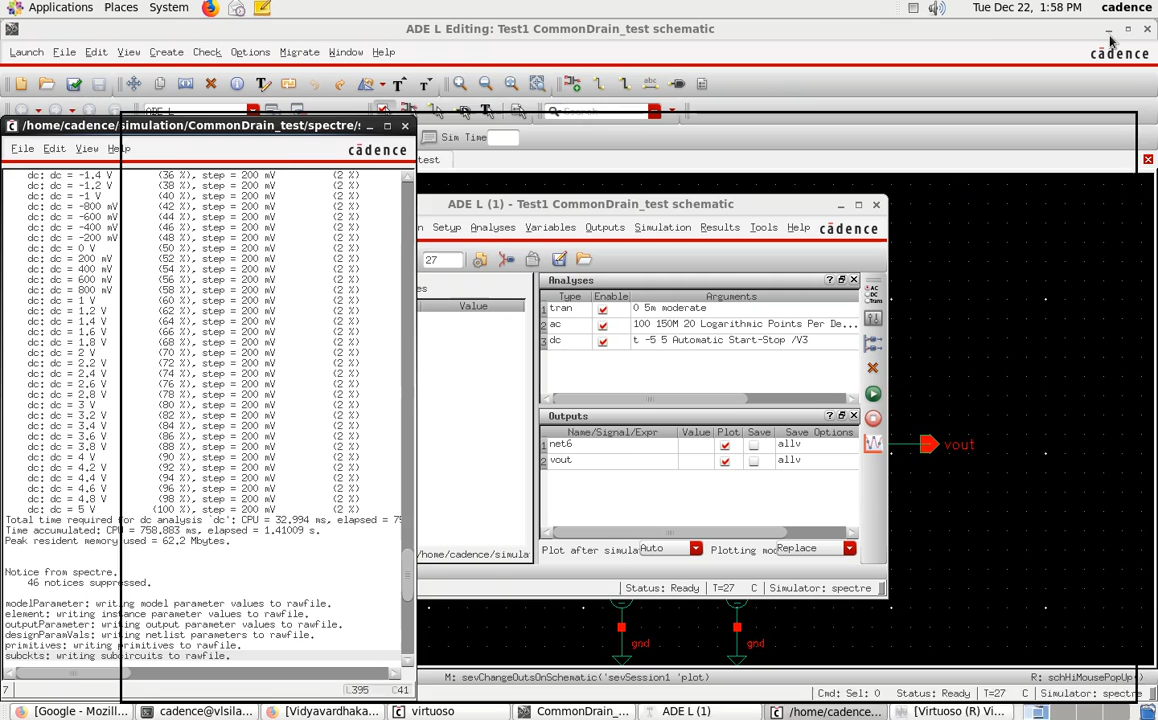 Applications Places System Tue Dec 22, 1:58 PM cadence
ADE L Editing: Test1 CommonDrain_test schematic
Launch File Edit View Create Check Options Migrate Window Help cādence
ADE L Search
Sim Time
test
/home/cadence/simulation/CommonDrain_test/spectre/s
File Edit View Help cādence
dc: dc = -1.4 V (36 %), step = 200 mV (2 %)
dc: dc = -1.2 V (38 %), step = 200 mV (2 %)
dc: dc = -1 V (40 %), step = 200 mV (2 %)
dc: dc = -800 mV (42 %), step = 200 mV (2 %)
dc: dc = -600 mV (44 %), step = 200 mV (2 %)
dc: dc = -400 mV (46 %), step = 200 mV (2 %)
dc: dc = -200 mV (48 %), step = 200 mV (2 %)
dc: dc = 0 V (50 %), step = 200 mV (2 %)
dc: dc = 200 mV (52 %), step = 200 mV (2 %)
dc: dc = 400 mV (54 %), step = 200 mV (2 %)
dc: dc = 600 mV (56 %), step = 200 mV (2 %)
dc: dc = 800 mV (58 %), step = 200 mV (2 %)
dc: dc = 1 V (60 %), step = 200 mV (2 %)
dc: dc = 1.2 V (62 %), step = 200 mV (2 %)
dc: dc = 1.4 V (64 %), step = 200 mV (2 %)
dc: dc = 1.6 V (66 %), step = 200 mV (2 %)
dc: dc = 1.8 V (68 %), step = 200 mV (2 %)
dc: dc = 2 V (70 %), step = 200 mV (2 %)
dc: dc = 2.2 V (72 %), step = 200 mV (2 %)
dc: dc = 2.4 V (74 %), step = 200 mV (2 %)
dc: dc = 2.6 V (76 %), step = 200 mV (2 %)
dc: dc = 2.8 V (78 %), step = 200 mV (2 %)
dc: dc = 3 V (80 %), step = 200 mV (2 %)
dc: dc = 3.2 V (82 %), step = 200 mV (2 %)
dc: dc = 3.4 V (84 %), step = 200 mV (2 %)
dc: dc = 3.6 V (86 %), step = 200 mV (2 %)
dc: dc = 3.8 V (88 %), step = 200 mV (2 %)
dc: dc = 4 V (90 %), step = 200 mV (2 %)
dc: dc = 4.2 V (92 %), step = 200 mV (2 %)
dc: dc = 4.4 V (94 %), step = 200 mV (2 %)
dc: dc = 4.6 V (96 %), step = 200 mV (2 %)
dc: dc = 4.8 V (98 %), step = 200 mV (2 %)
dc: dc = 5 V (100 %), step = 200 mV (2 %)
Total time required for dc analysis `dc': CPU = 32.994 ms, elapsed = 75
Time accumulated: CPU = 758.883 ms, elapsed = 1.41009 s.
Peak resident memory used = 62.2 Mbytes.
Notice from spectre.
46 notices suppressed.
modelParameter: writing model parameter values to rawfile.
element: writing instance parameter values to rawfile.
outputParameter: writing output parameter values to rawfile.
designParamVals: writing netlist parameters to rawfile.
primitives: writing primitives to rawfile.
subckts: writing subcircuits to rawfile.
7 L395 C41
ADE L (1) - Test1 CommonDrain_test schematic
Setup Analyses Variables Outputs Simulation Results Tools Help cādence
27
Value
/home/cadence/simula
Analyses
Type Enable Arguments
1 tran 0 5m moderate
2 ac 100 150M 20 Logarithmic Points Per De...
3 dc t -5 5 Automatic Start-Stop /V3
AC
DC
Trans
Outputs
Name/Signal/Expr Value Plot Save Save Options
1 net6 allv
2 vout allv
Plot after simula Auto Plotting mod Replace
Status: Ready T=27 C Simulator: spectre
vout
gnd gnd
M: sevChangeOutsOnSchematic('sevSession1 'plot) R: schHiMousePopUp()
Cmd: Sel: 0 Status: Ready T=27 C Simulator: spectre
[Google - Mozil... cadence@vlsila... [Vidyavardhaka... virtuoso CommonDrain_te... ADE L (1) /home/cadence... [Virtuoso (R) Vi...